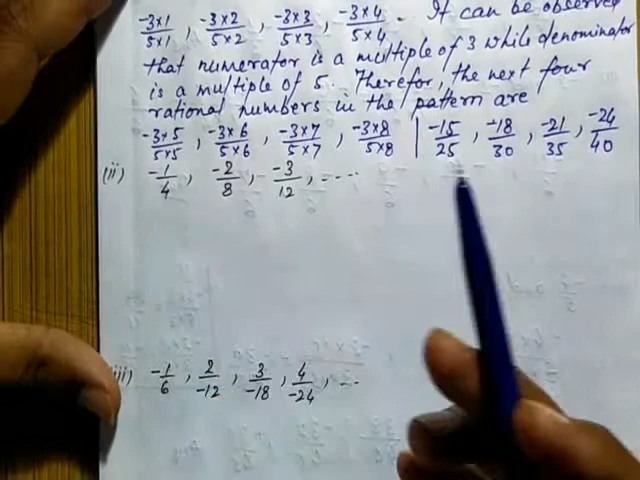 -3×1/5×1, -3×2/5×2, -3×3/5×3, -3×4/5×4. It can be observed
that numerator is a multiple of 3 while denominator
is a multiple of 5. Therefor, the next four
rational numbers in the pattern are
-3×5/5×5, -3×6/5×6, -3×7/5×7, -3×8/5×8 | -15/25, -18/30, -21/35, -24/40
(ii) -1/4, -2/8, -3/12, ....
iii) -1/6, 2/-12, 3/-18, 4/-24, ...